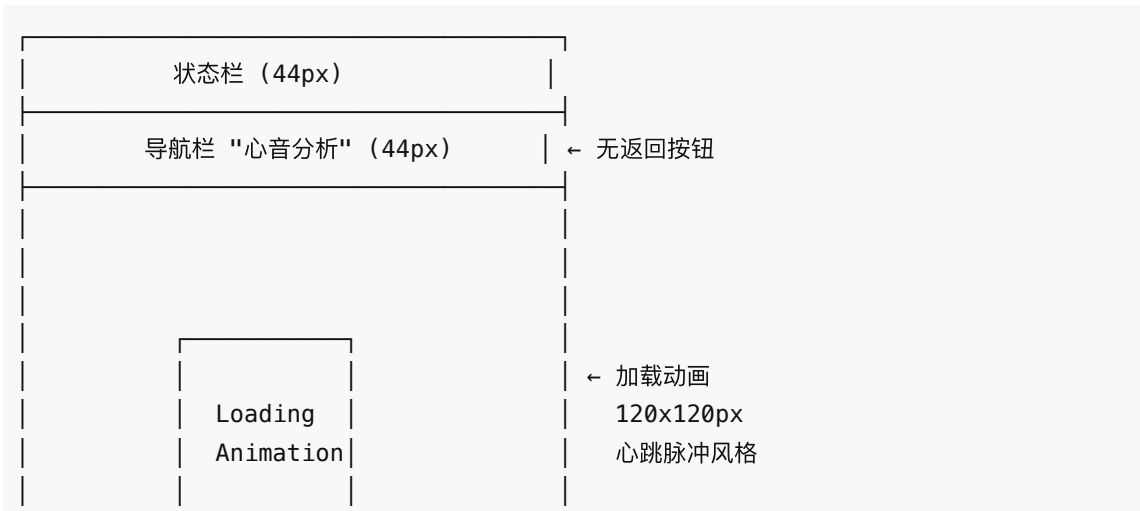 状态栏 (44px)
导航栏 "心音分析" (44px) ← 无返回按钮
← 加载动画
Loading 120x120px
Animation 心跳脉冲风格